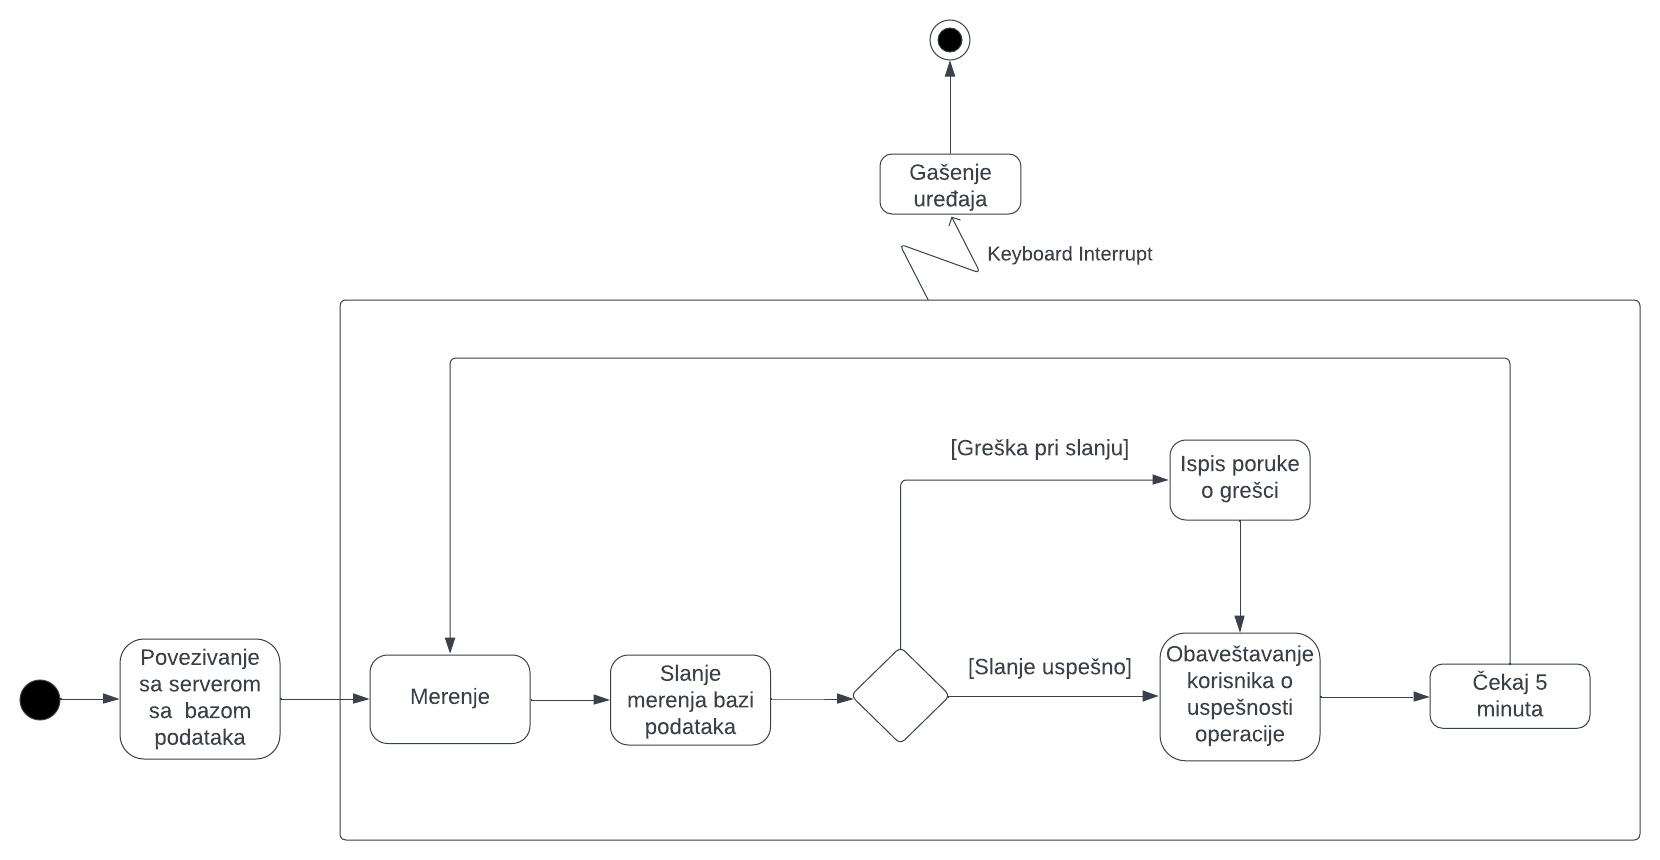 Gašenje
uređaja
Keyboard Interrupt
[Greška pri slanju]
Ispis poruke
o grešci
Povezivanje
sa serverom
sa bazom
podataka
Merenje
Slanje
merenja bazi
podataka
[Slanje uspešno]
Obaveštavanje
korisnika o
uspešnosti
operacije
Čekaj 5
minuta